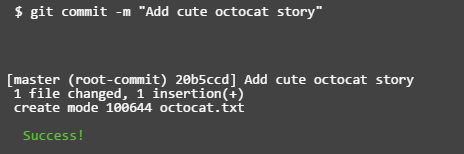 $ git commit -m "Add cute octocat story"
[master (root-commit) 20b5ccd] Add cute octocat story
1 file changed, 1 insertion(+)
create mode 100644 octocat.txt
Success!